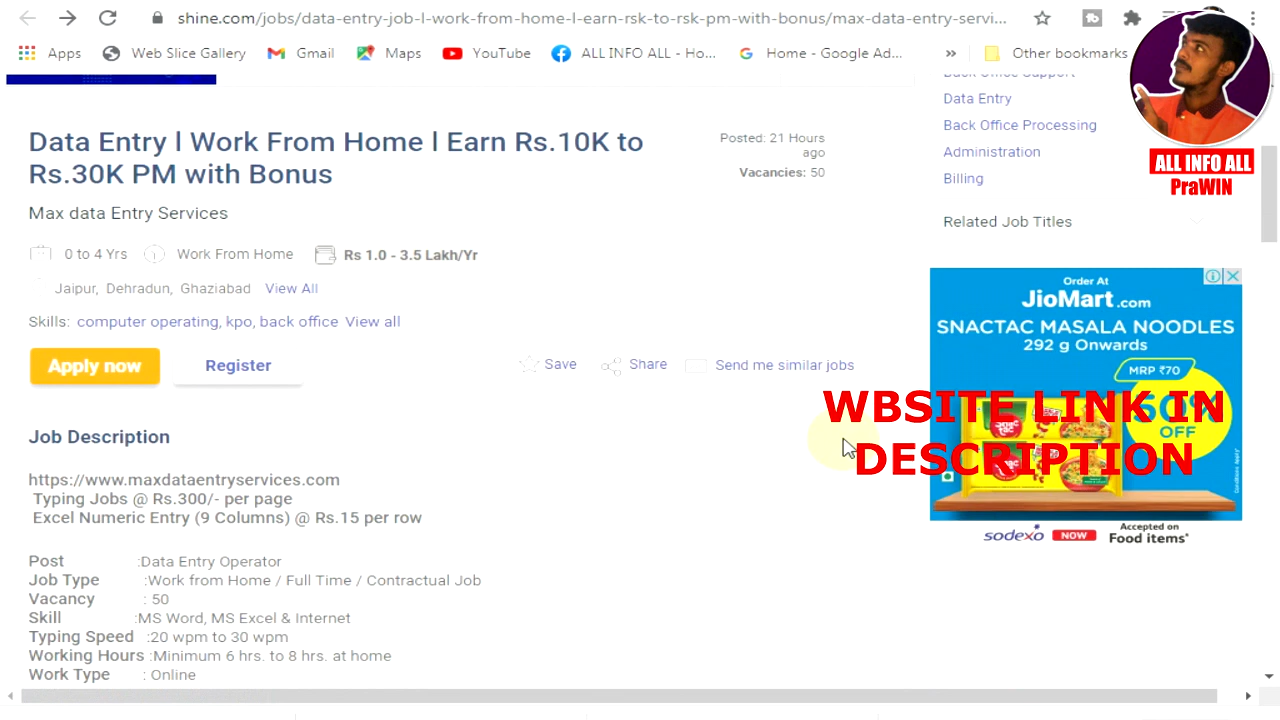 shine.com/jobs/data-entry-job-l-work-from-home-l-earn-rsk-to-rsk-pm-with-bonus/max-data-entry-servi...
Apps Web Slice Gallery Gmail Maps YouTube ALL INFO ALL - Ho... Home - Google Ad... » Other bookmarks
Back Office Support
Data Entry
Back Office Processing
Administration
Billing
Related Job Titles
ALL INFO ALL
PraWIN
Data Entry l Work From Home l Earn Rs.10K to
Rs.30K PM with Bonus
Posted: 21 Hours
ago
Vacancies: 50
Max data Entry Services
0 to 4 Yrs Work From Home Rs 1.0 - 3.5 Lakh/Yr
Jaipur, Dehradun, Ghaziabad View All
Skills: computer operating, kpo, back office View all
Apply now Register Save Share Send me similar jobs
Order At
JioMart.com
SNACTAC MASALA NOODLES
292 g Onwards
MRP ₹70
50%
OFF
Conditions Apply*
sodexo NOW Accepted on
Food items*
WBSITE LINK IN
DESCRIPTION
Job Description
https://www.maxdataentryservices.com
Typing Jobs @ Rs.300/- per page
Excel Numeric Entry (9 Columns) @ Rs.15 per row
Post :Data Entry Operator
Job Type :Work from Home / Full Time / Contractual Job
Vacancy : 50
Skill :MS Word, MS Excel & Internet
Typing Speed :20 wpm to 30 wpm
Working Hours :Minimum 6 hrs. to 8 hrs. at home
Work Type : Online